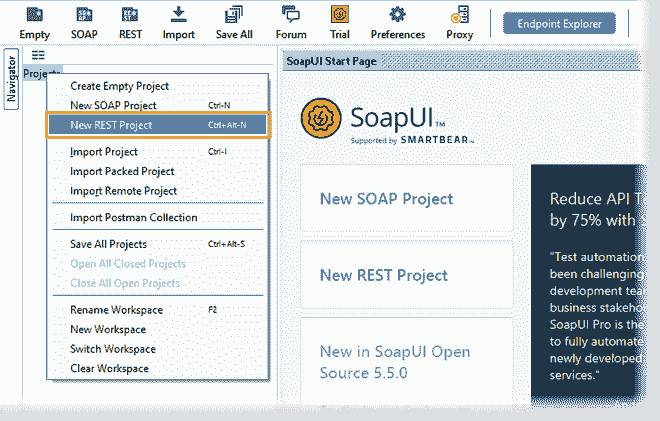 Empty
SOAP
REST
Import
Save All
Forum
Trial
Preferences
Proxy
Endpoint Explorer
Navigator
Projects
Create Empty Project
New SOAP Project Ctrl-N
New REST Project Ctrl+Alt-N
Import Project Ctrl-I
Import Packed Project
Import Remote Project
Import Postman Collection
Save All Projects Ctrl+Alt-S
Open All Closed Projects
Close All Open Projects
Rename Workspace F2
New Workspace
Switch Workspace
Clear Workspace
SoapUI Start Page
SoapUI™
Supported by SMARTBEAR™
New SOAP Project
New REST Project
New in SoapUI Open
Source 5.5.0
Reduce API T
by 75% with S
"Test automation
been challenging
development tea
business stakeho
SoapUI Pro is the
to fully automate
newly developed
services."